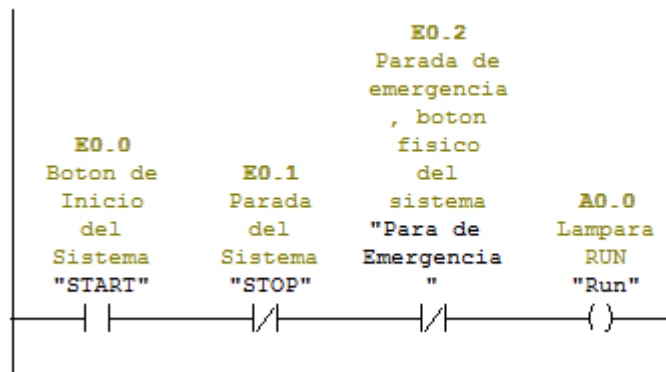 E0.0
Boton de
Inicio
del
Sistema
"START"
E0.1
Parada
del
Sistema
"STOP"
E0.2
Parada de
emergencia
, boton
fisico
del
sistema
"Para de
Emergencia
"
A0.0
Lampara
RUN
"Run"